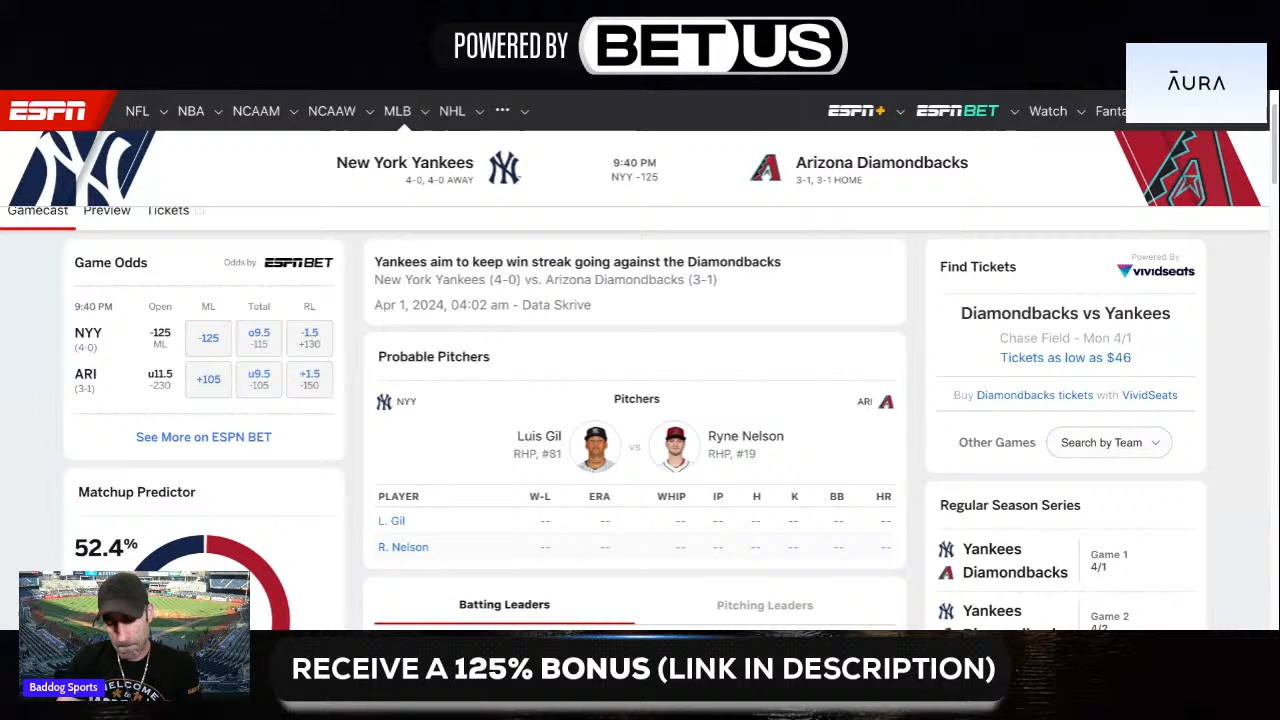 POWERED BY BETUS
ĀURA
ESPN NFL NBA NCAAM NCAAW MLB NHL ••• ESPN+ ESPN BET Watch Fanta
New York Yankees
4-0, 4-0 AWAY
9:40 PM
NYY -125
Arizona Diamondbacks
3-1, 3-1 HOME
Gamecast Preview Tickets
Game Odds
Odds by ESPN BET
9:40 PM Open ML Total RL
NYY -125 -125 o9.5 -1.5
(4-0) ML -115 +130
ARI u11.5 +105 u9.5 +1.5
(3-1) -230 -105 -150
See More on ESPN BET
Matchup Predictor
52.4%
Yankees aim to keep win streak going against the Diamondbacks
New York Yankees (4-0) vs. Arizona Diamondbacks (3-1)
Apr 1, 2024, 04:02 am - Data Skrive
Probable Pitchers
NYY Pitchers ARI
Luis Gil vs Ryne Nelson
RHP, #81 RHP, #19
PLAYER W-L ERA WHIP IP H K BB HR
L. Gil -- -- -- -- -- -- -- --
R. Nelson -- -- -- -- -- -- -- --
Batting Leaders Pitching Leaders
Find Tickets
Powered By
vividseats
Diamondbacks vs Yankees
Chase Field - Mon 4/1
Tickets as low as $46
Buy Diamondbacks tickets with VividSeats
Other Games Search by Team
Regular Season Series
Yankees
Diamondbacks
Game 1
4/1
Yankees
Game 2
4/2
Baddog Sports
RECEIVE A 125% BONUS (LINK IN DESCRIPTION)